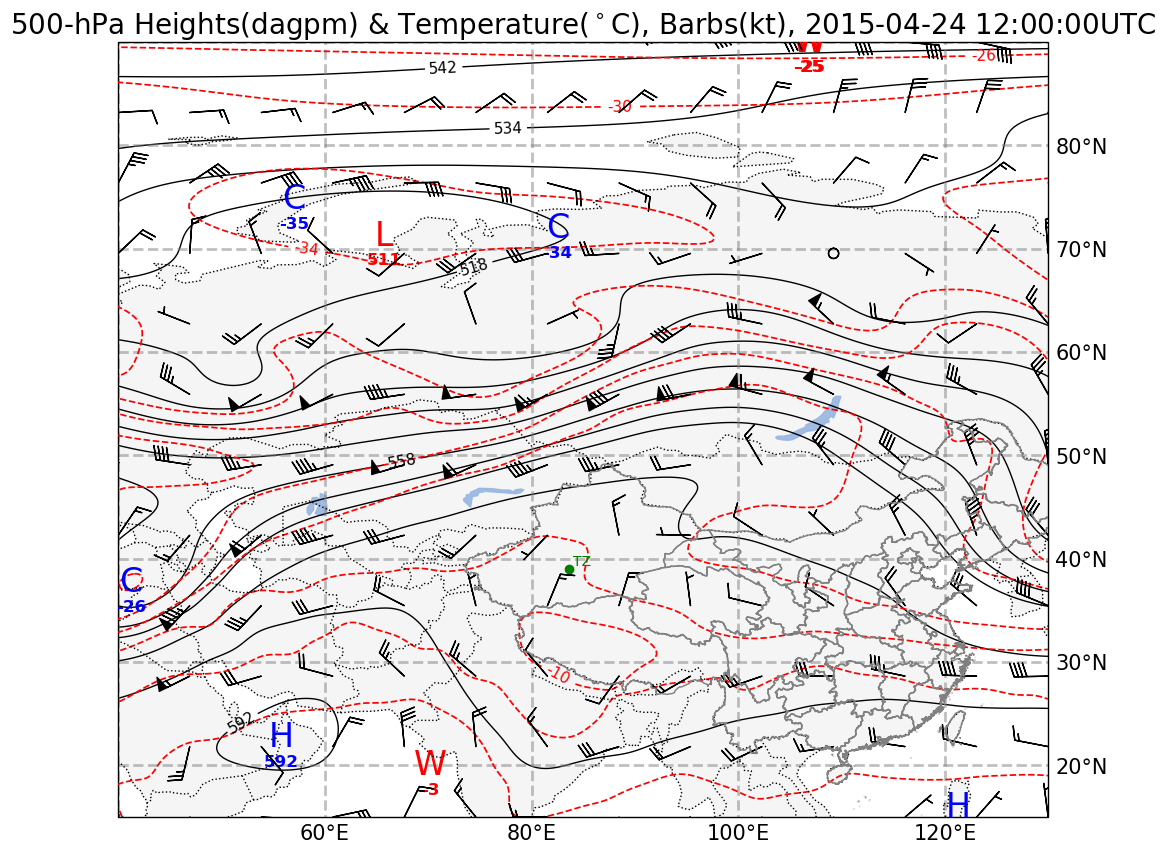 500-hPa Heights(dagpm) & Temperature(°C), Barbs(kt), 2015-04-24 12:00:00UTC
W
-25
-26
542
-30
534
80°N
C
-35
L
511
-34
C
34
518
70°N
60°N
558
50°N
TZ
40°N
C
-26
-10
30°N
592
H
592
W
-3
20°N
H
60°E
80°E
100°E
120°E